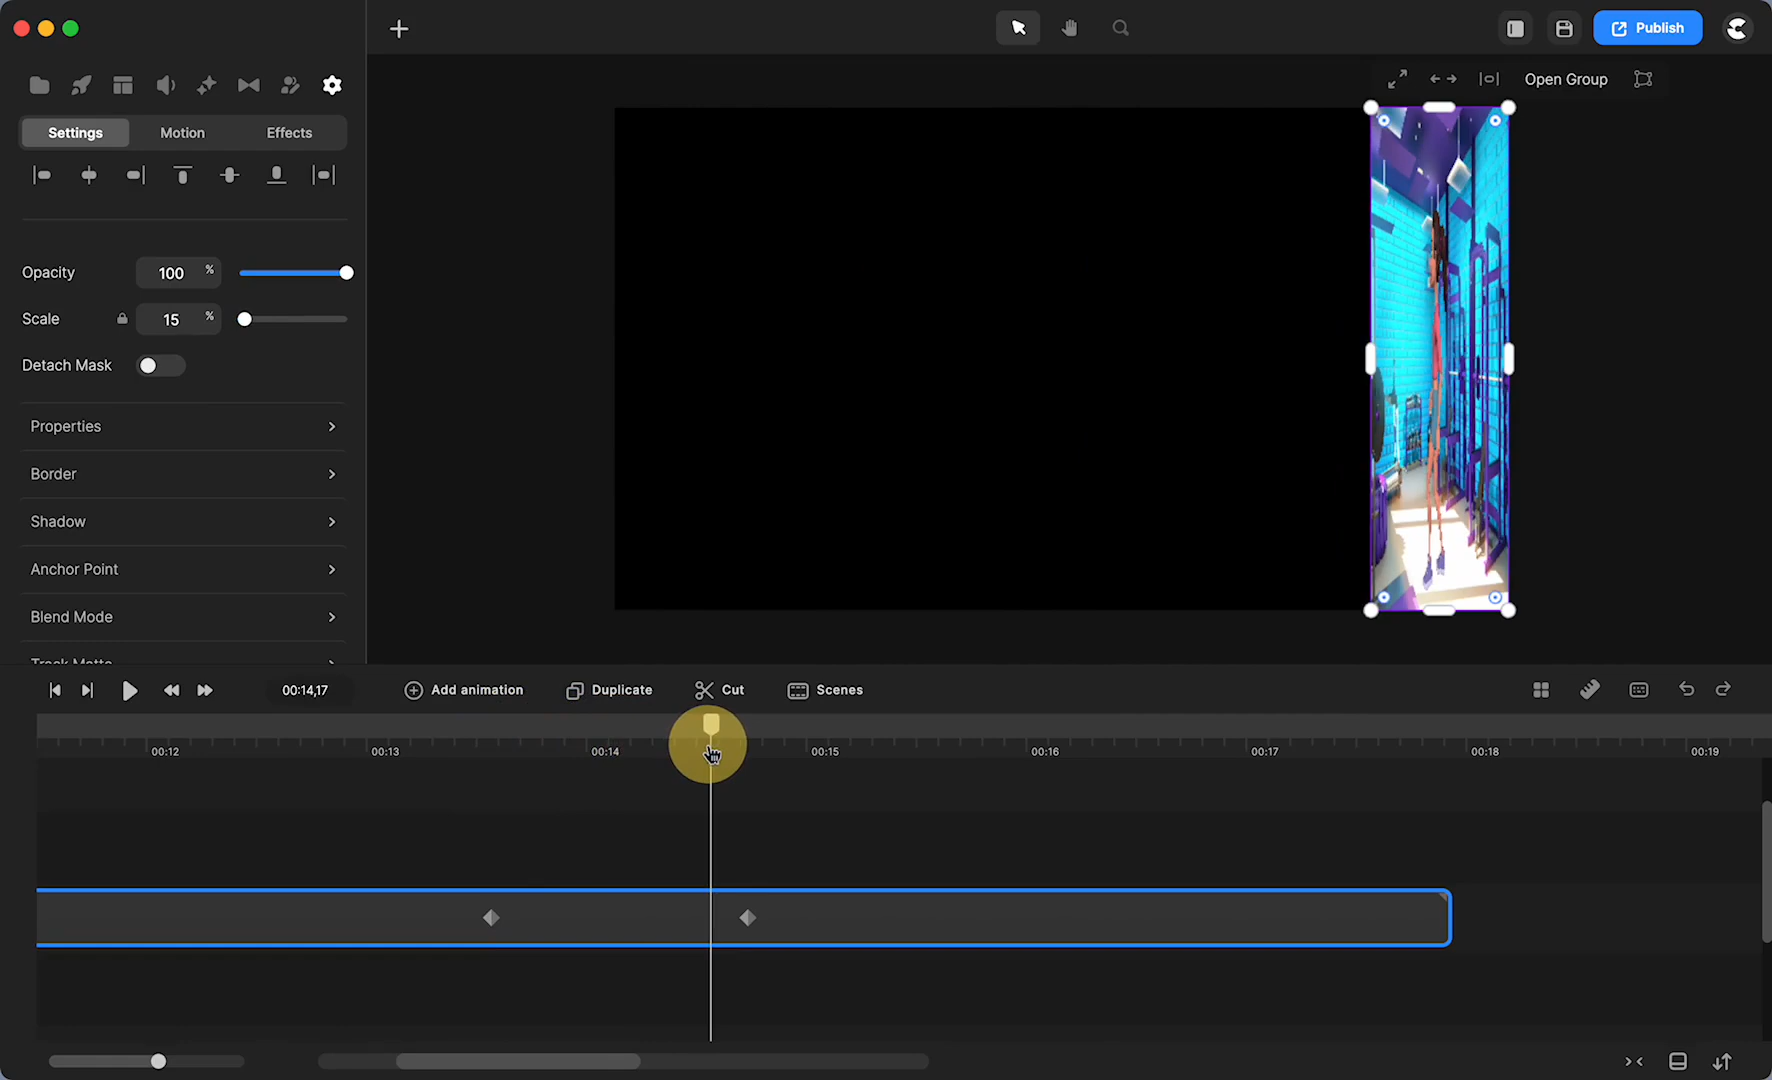 Publish
Open Group
Settings Motion Effects
Opacity 100 %
Scale 15 %
Detach Mask
Properties
Border
Shadow
Anchor Point
Blend Mode
Track Matte
00:14,17 Add animation Duplicate Cut Scenes
00:12 00:13 00:14 00:15 00:16 00:17 00:18 00:19